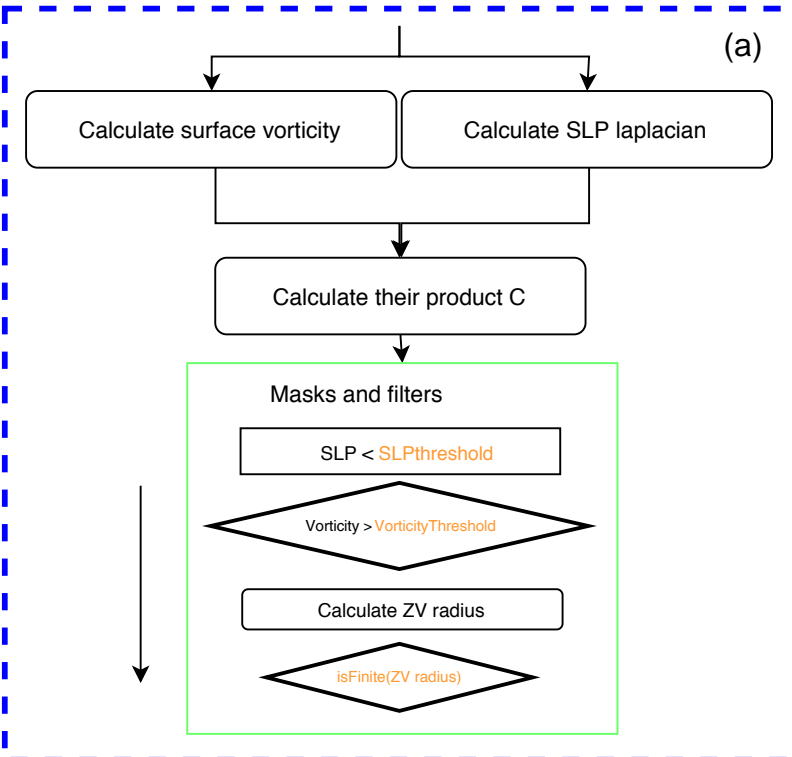 (a)
Calculate surface vorticity
Calculate SLP laplacian
Calculate their product C
Masks and filters
SLP < SLPthreshold
Vorticity > VorticityThreshold
Calculate ZV radius
isFinite(ZV radius)